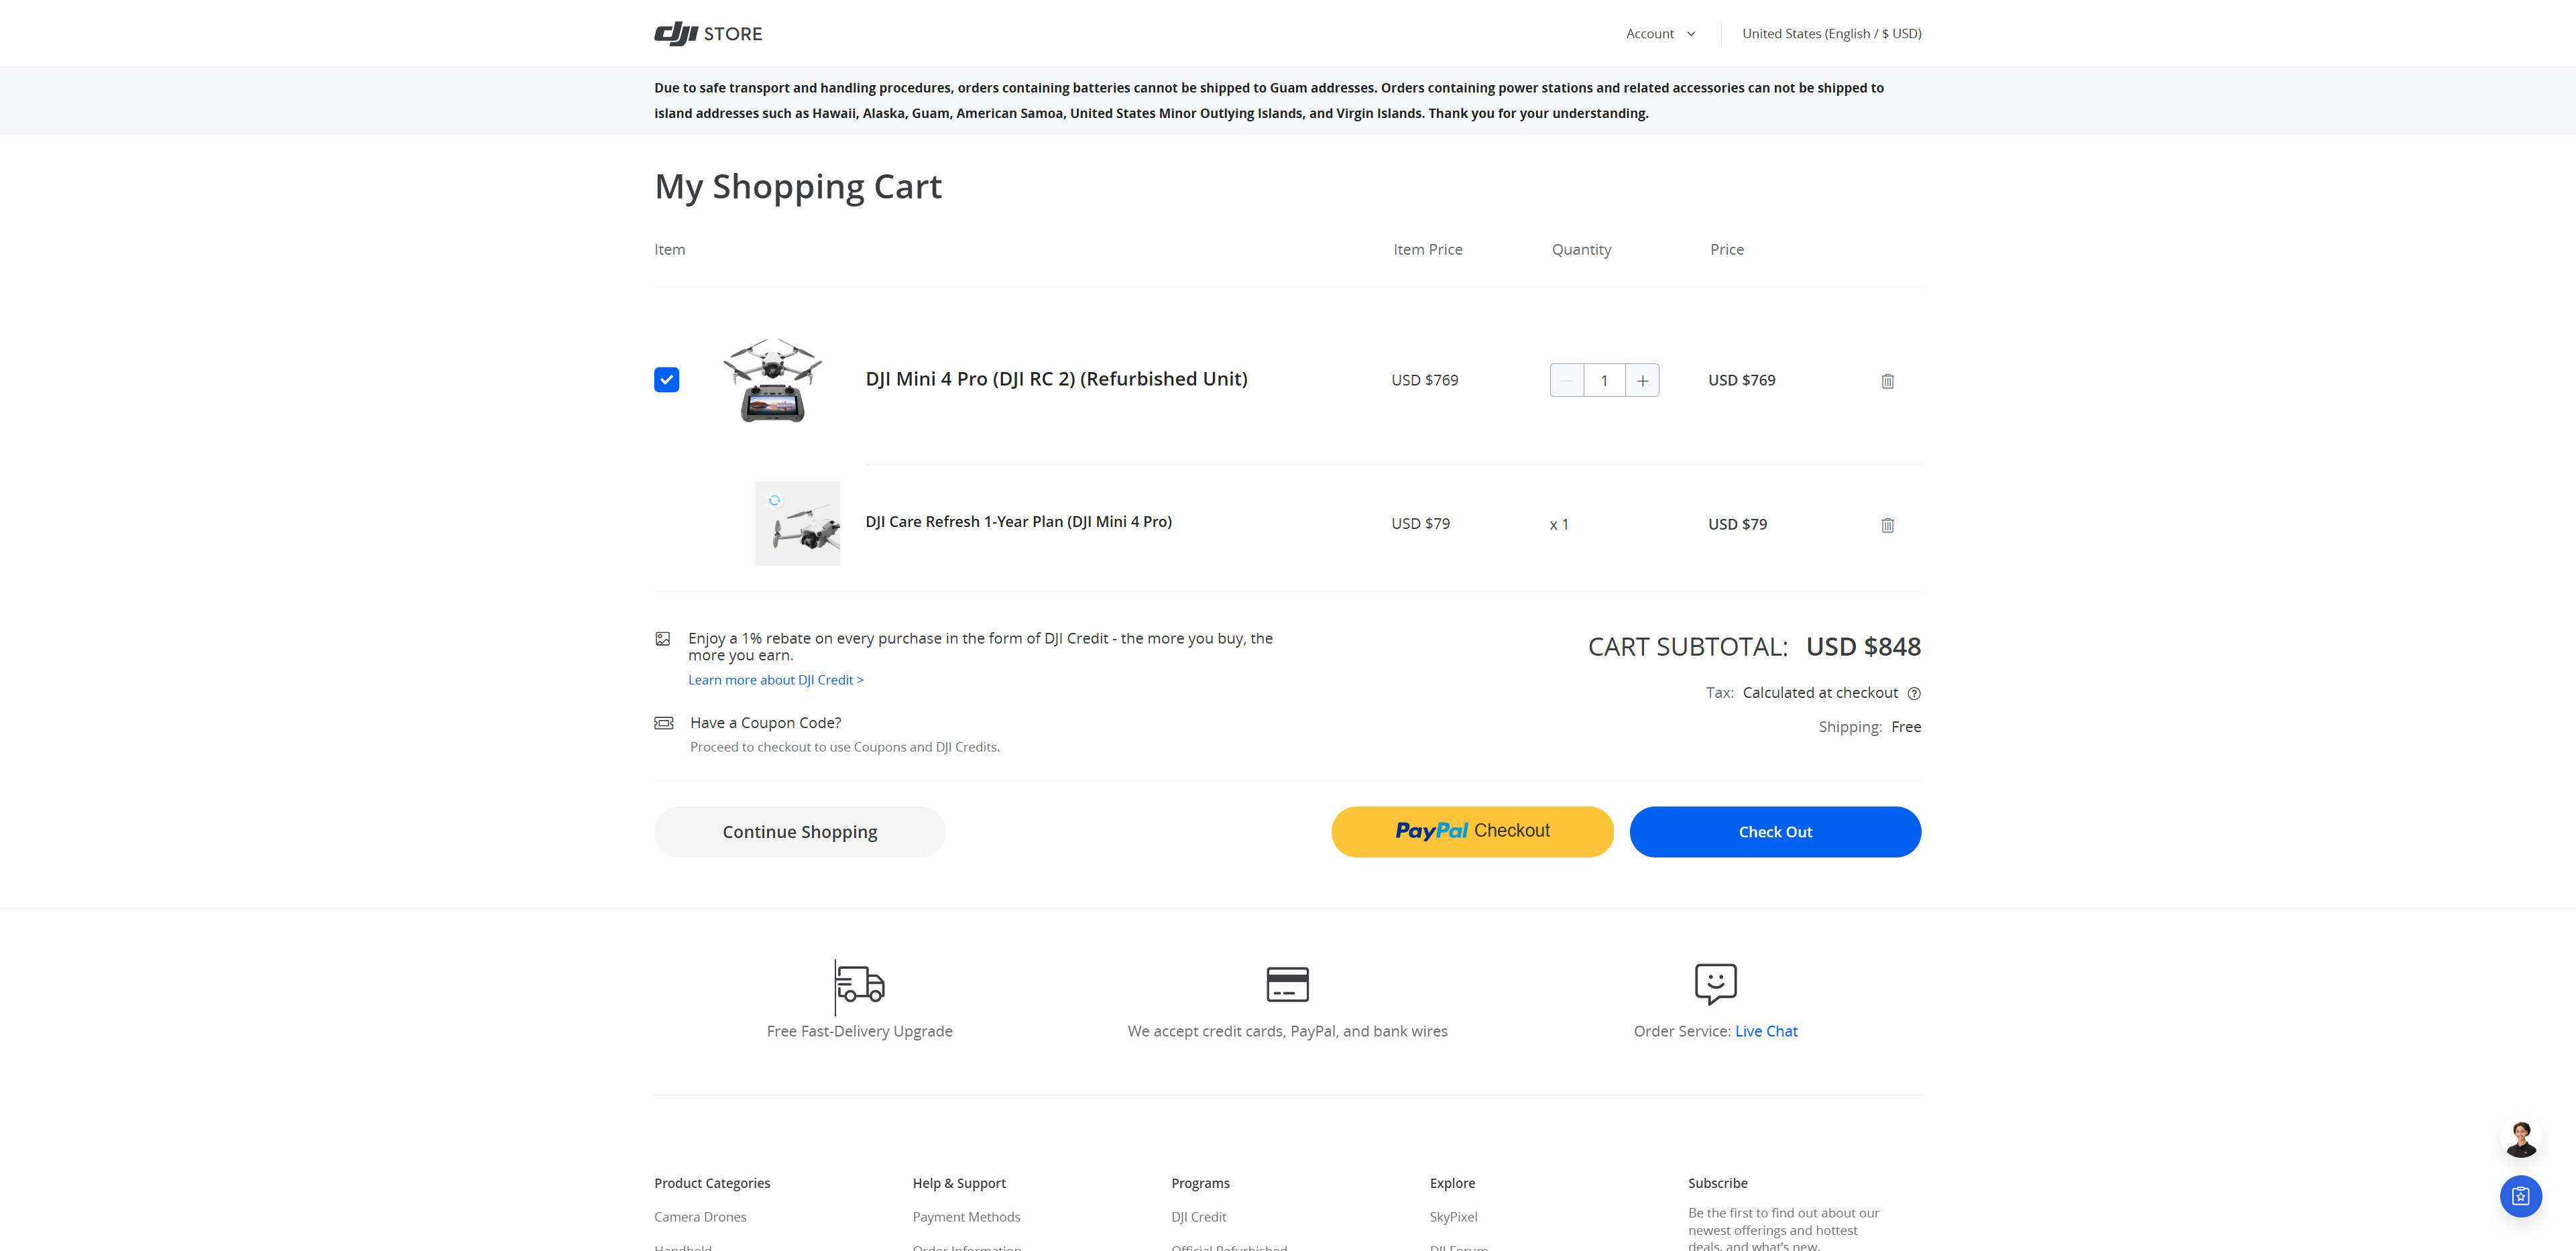 dji STORE
Account
United States (English / $ USD)
Due to safe transport and handling procedures, orders containing batteries cannot be shipped to Guam addresses. Orders containing power stations and related accessories can not be shipped to
island addresses such as Hawaii, Alaska, Guam, American Samoa, United States Minor Outlying Islands, and Virgin Islands. Thank you for your understanding.
My Shopping Cart
Item
Item Price
Quantity
Price
DJI Mini 4 Pro (DJI RC 2) (Refurbished Unit)
USD $769
1
USD $769
DJI Care Refresh 1-Year Plan (DJI Mini 4 Pro)
USD $79
x 1
USD $79
Enjoy a 1% rebate on every purchase in the form of DJI Credit - the more you buy, the
more you earn.
Learn more about DJI Credit >
Have a Coupon Code?
Proceed to checkout to use Coupons and DJI Credits.
CART SUBTOTAL: USD $848
Tax: Calculated at checkout
Shipping: Free
Continue Shopping
PayPal Checkout
Check Out
Free Fast-Delivery Upgrade
We accept credit cards, PayPal, and bank wires
Order Service: Live Chat
Product Categories
Camera Drones
Handheld
Help & Support
Payment Methods
Order Information
Programs
DJI Credit
Official Refurbished
Explore
SkyPixel
DJI Forum
Subscribe
Be the first to find out about our
newest offerings and hottest
deals, and what's new.